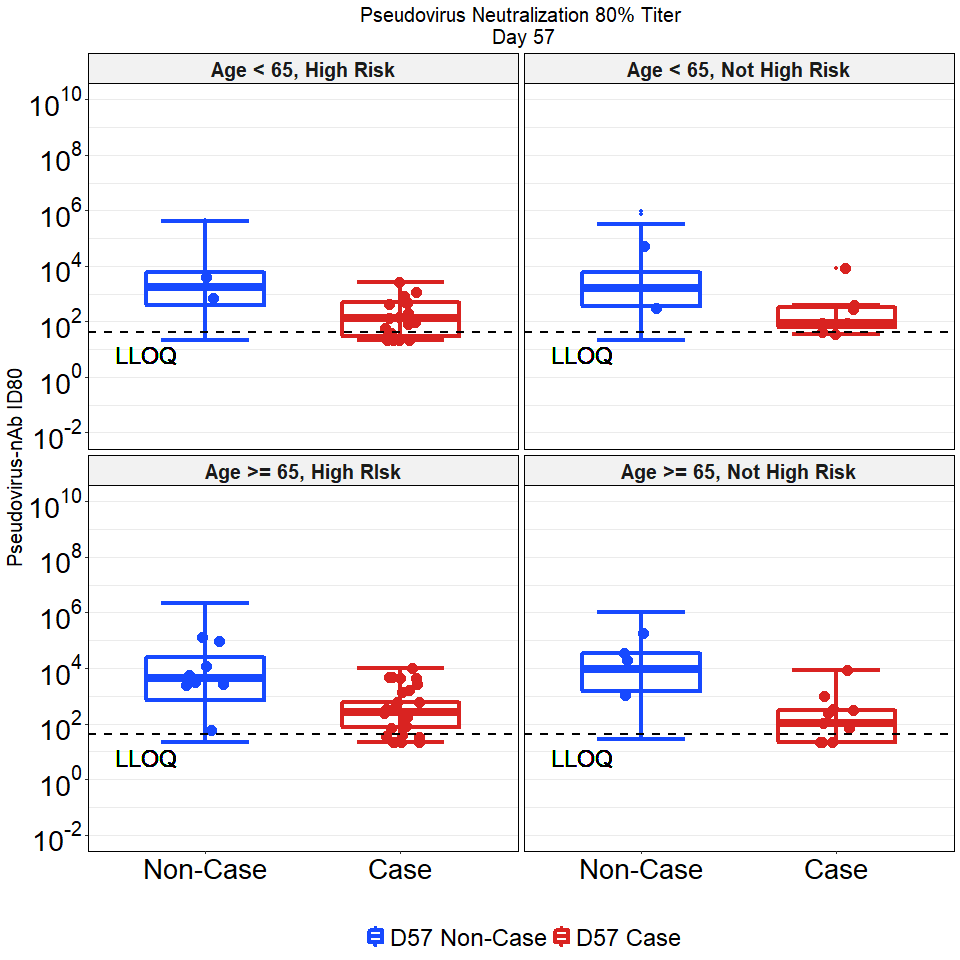 Pseudovirus Neutralization 80% Titer
Day 57
Age < 65, High Risk
Age < 65, Not High Risk
10^10
10^8
10^6
10^4
10^2
10^0
10^-2
LLOQ
LLOQ
Pseudovirus-nAb ID80
Age >= 65, High RIsk
Age >= 65, Not High Risk
10^10
10^8
10^6
10^4
10^2
10^0
10^-2
LLOQ
LLOQ
Non-Case
Case
Non-Case
Case
D57 Non-Case
D57 Case